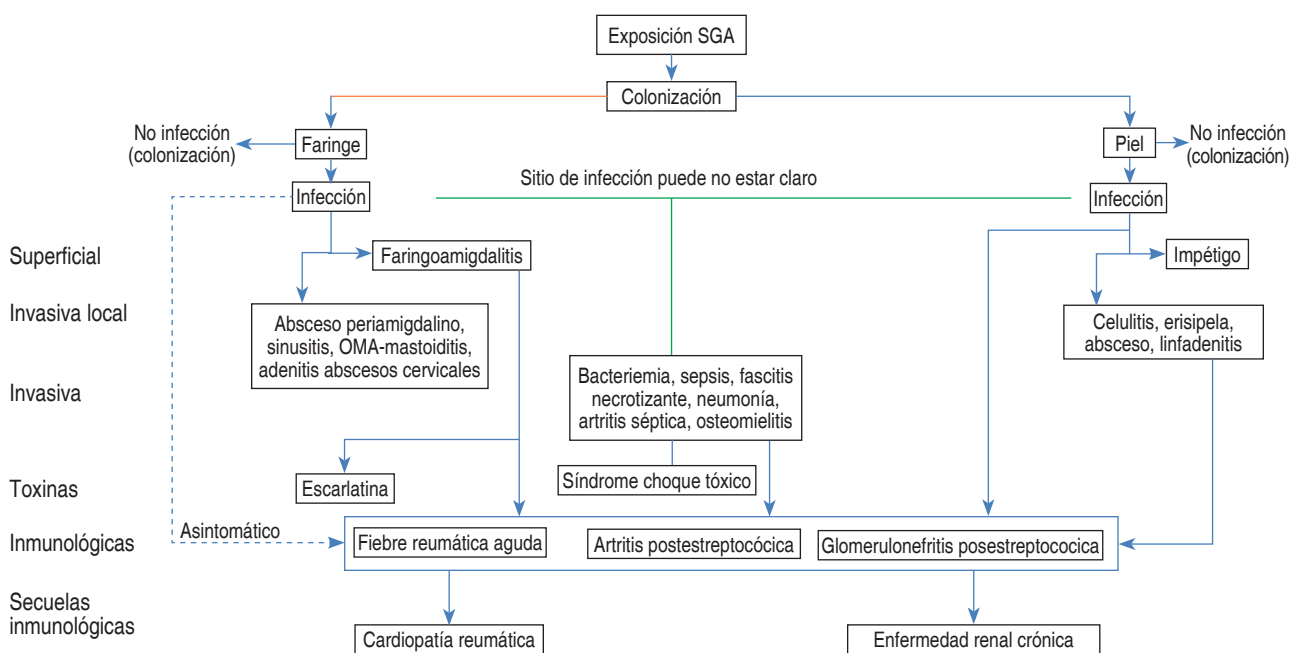 Exposición SGA
Colonización
No infección
(colonización)
Faringe
Piel
No infección
(colonización)
Infección
Sitio de infección puede no estar claro
Infección
Superficial
Faringoamigdalitis
Impétigo
Invasiva local
Absceso periamigdalino,
sinusitis, OMA-mastoiditis,
adenitis abscesos cervicales
Celulitis, erisipela,
absceso, linfadenitis
Invasiva
Bacteriemia, sepsis, fascitis
necrotizante, neumonía,
artritis séptica, osteomielitis
Toxinas
Escarlatina
Síndrome choque tóxico
Asintomático
Inmunológicas
Fiebre reumática aguda
Artritis postestreptocócica
Glomerulonefritis posestreptococica
Secuelas
inmunológicas
Cardiopatía reumática
Enfermedad renal crónica